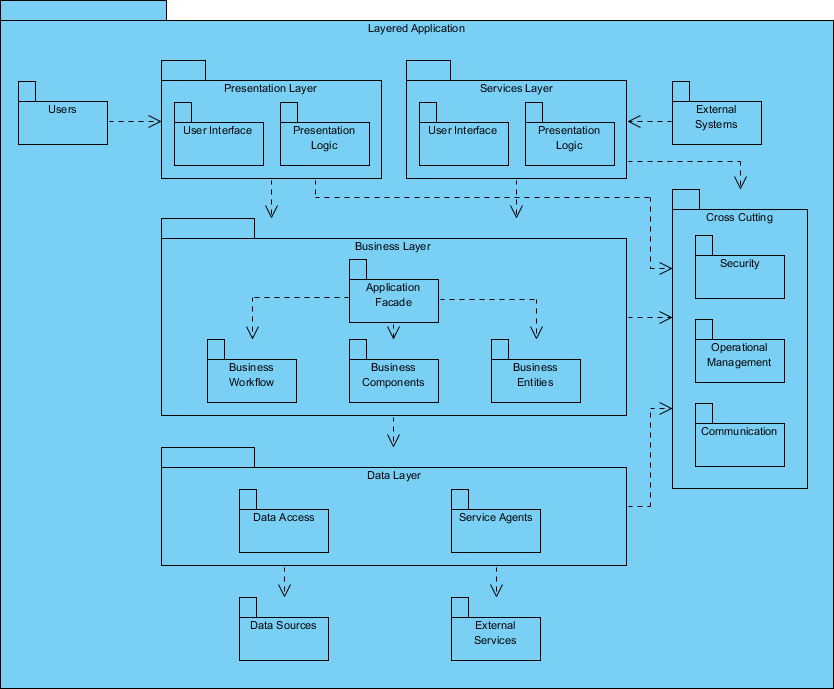 Layered Application
Presentation Layer
Services Layer
Users
External
Systems
User Interface
Presentation
Logic
User Interface
Presentation
Logic
Cross Cutting
Business Layer
Security
Application
Facade
Operational
Management
Business
Workflow
Business
Components
Business
Entities
Communication
Data Layer
Data Access
Service Agents
Data Sources
External
Services